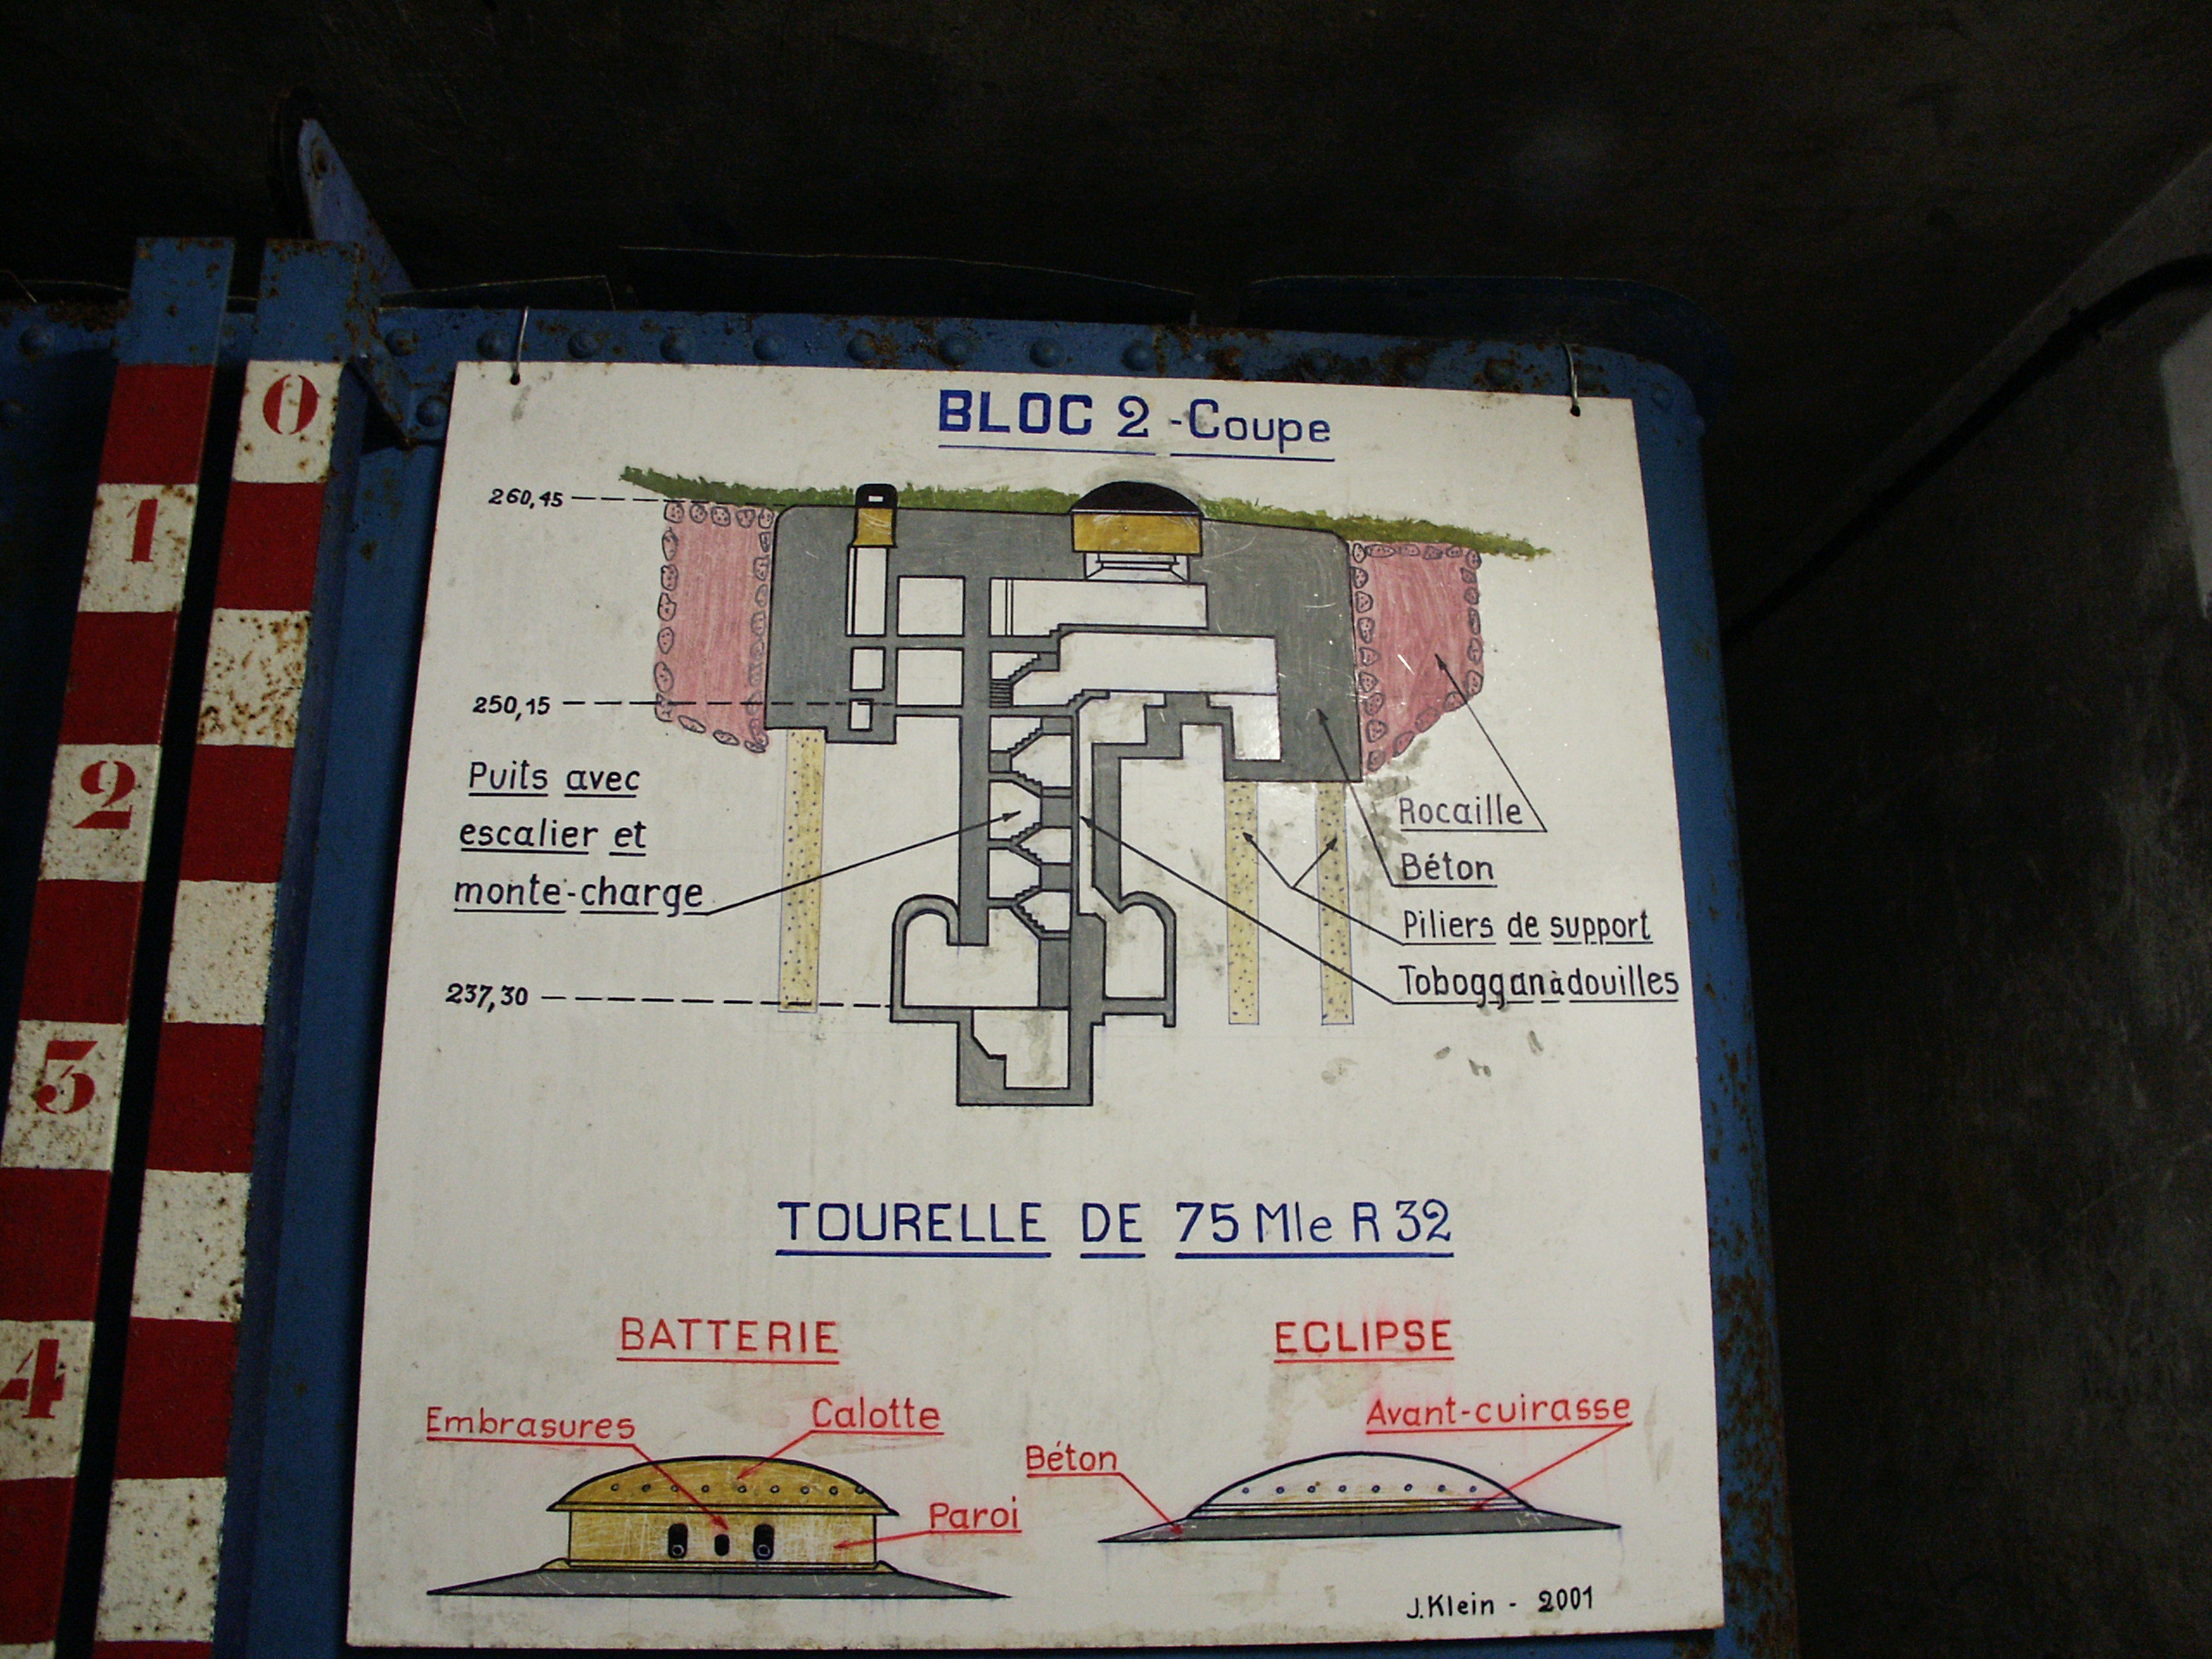 BLOC 2 - Coupe
260,45
250,15
Puits avec
escalier et
monte-charge
237,30
Rocaille
Béton
Piliers de support
Toboggan à douilles
TOURELLE DE 75 Mle R 32
BATTERIE
Embrasures
Calotte
Paroi
ECLIPSE
Avant-cuirasse
Béton
J.Klein - 2001
0
1
2
3
4